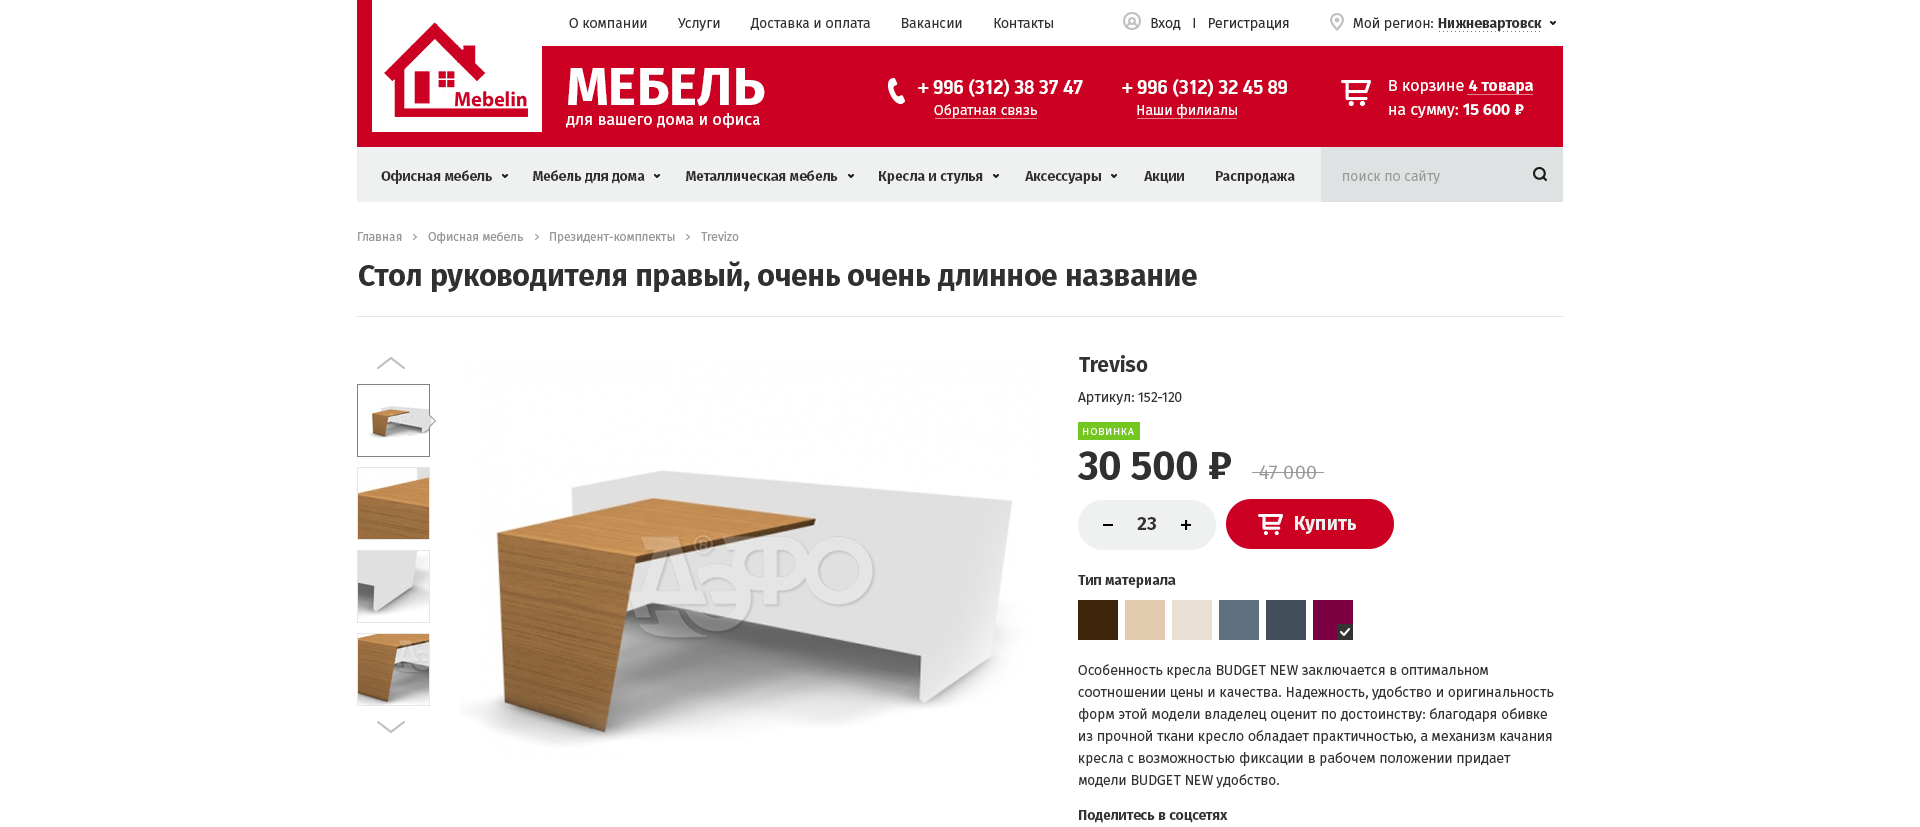 О компании Услуги Доставка и оплата Вакансии Контакты Вход | Регистрация Мой регион: Нижневартовск
Mebelin
МЕБЕЛЬ
для вашего дома и офиса
+ 996 (312) 38 37 47
Обратная связь
+ 996 (312) 32 45 89
Наши филиалы
В корзине 4 товара
на сумму: 15 600 ₽
Офисная мебель Мебель для дома Металлическая мебель Кресла и стулья Аксессуары Акции Распродажа поиск по сайту
Главная > Офисная мебель > Президент-комплекты > Trevizo
Стол руководителя правый, очень очень длинное название
ДЭФО®
Treviso
Артикул: 152-120
НОВИНКА
30 500 ₽ 47 000
− 23 + Купить
Тип материала
Особенность кресла BUDGET NEW заключается в оптимальном
соотношении цены и качества. Надежность, удобство и оригинальность
форм этой модели владелец оценит по достоинству: благодаря обивке
из прочной ткани кресло обладает практичностью, а механизм качания
кресла с возможностью фиксации в рабочем положении придает
модели BUDGET NEW удобство.
Поделитесь в соцсетях